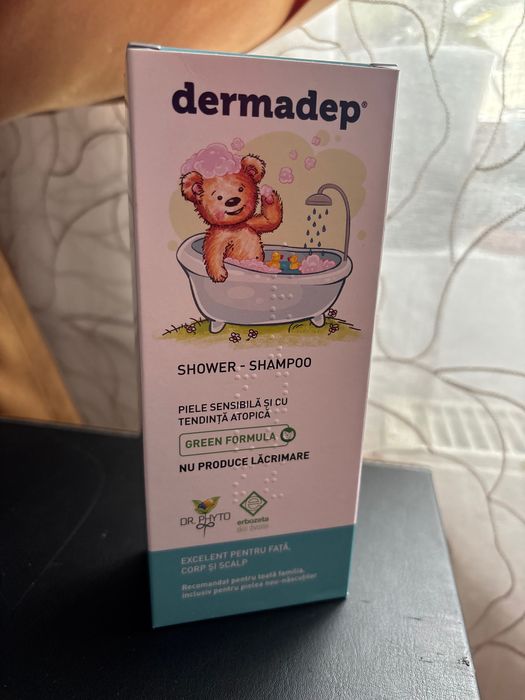 dermadep®
SHOWER - SHAMPOO
PIELE SENSIBILĂ ȘI CU
TENDINȚĂ ATOPICĂ
GREEN FORMULA
NU PRODUCE LĂCRIMARE
DR. PHYTO
erbozeta
EXCELENT PENTRU FAȚĂ,
CORP ȘI SCALP
Recomandat pentru toată familia,
inclusiv pentru pielea nou-născuților